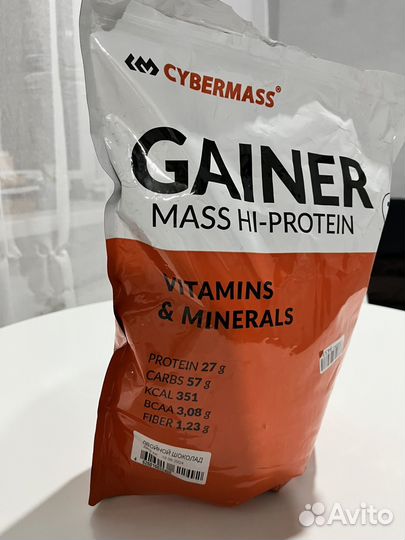 CYBERMASS®
GAINER
MASS HI-PROTEIN
VITAMINS
& MINERALS
PROTEIN 27 g
CARBS 57 g
KCAL 351
BCAA 3,08 g
FIBER 1,23 g
ДВОЙНОЙ ШОКОЛАД
Avito